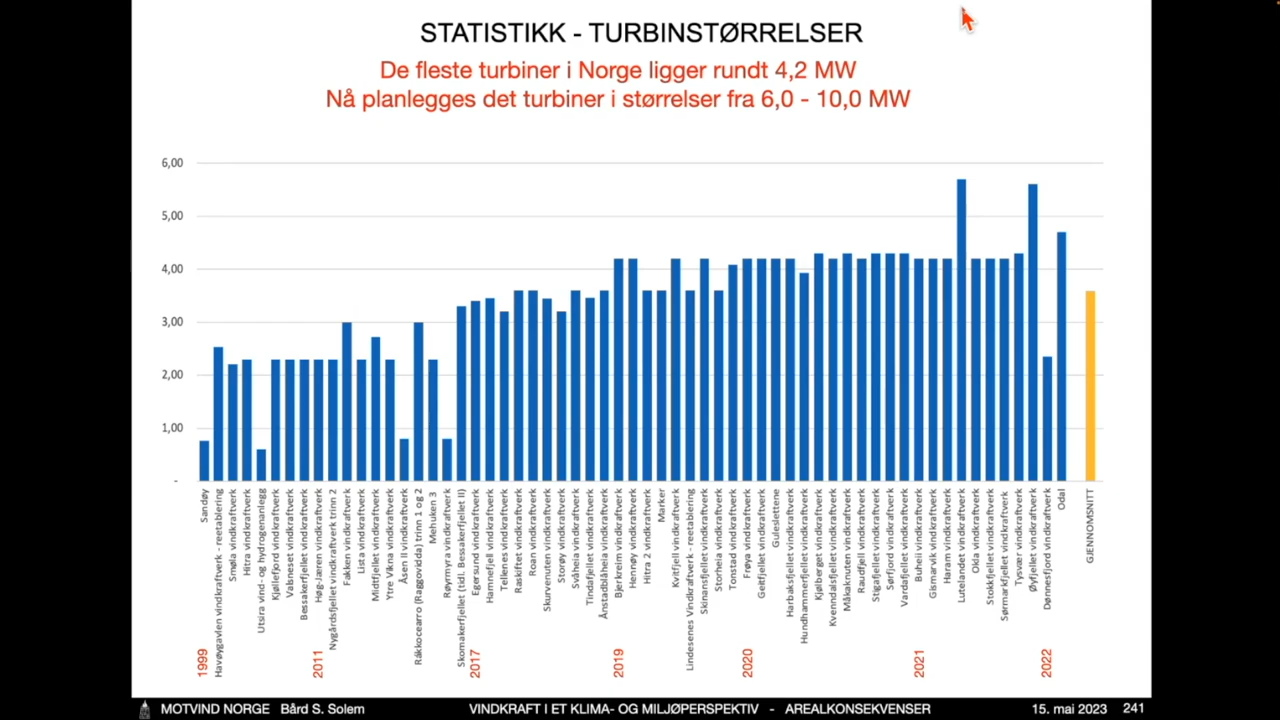 STATISTIKK - TURBINSTØRRELSER
De fleste turbiner i Norge ligger rundt 4,2 MW
Nå planlegges det turbiner i størrelser fra 6,0 - 10,0 MW
6,00
5,00
4,00
3,00
2,00
1,00
-
Sandøy
Havøygavlen vindkraftverk - reetablering
Smøla vindkraftverk
Hitra vindkraftverk
Utsira vind- og hydrogenanlegg
Kjøllefjord vindkraftverk
Valsneset vindkraftverk
Bessakerfjellet vindkraftverk
Høg-Jæren vindkraftverk
Nygårdsfjellet vindkraftverk trinn 2
Fakken vindkraftverk
Lista vindkraftverk
Midtfjellet vindkraftverk
Ytre Vikna vindkraftverk
Åsen II vindkraftverk
Rákkocearro (Raggovidda) trinn 1 og 2
Mehuken 3
Røyrmyra vindkraftverk
Skomakerfjellet (tidl. Bessakerfjellet II)
Egersund vindkraftverk
Hamnefjell vindkraftverk
Tellenes vindkraftverk
Raskiftet vindkraftverk
Roan vindkraftverk
Skurvenuten vindkraftverk
Storøy vindkraftverk
Svåheia vindkraftverk
Tindafjellet vindkraftverk
Ånstadblåheia vindkraftverk
Bjerkreim vindkraftverk
Hennøy vindkraftverk
Hitra 2 vindkraftverk
Marker
Kvitfjell vindkraftverk
Lindesenes Vindkraftverk - reetablering
Skinansfjellet vindkraftverk
Storheia vindkraftverk
Tonstad vindkraftverk
Frøya vindkraftverk
Geitfjellet vindkraftverk
Guleslettene
Harbaksfjellet vindkraftverk
Hundhammerfjellet vindkraftverk
Kjølberget vindkraftverk
Kvenndalsfjellet vindkraftverk
Måkaknuten vindkraftverk
Raudfjell vindkraftverk
Stigafjellet vindkraftverk
Sørfjord vindkraftverk
Vardafjellet vindkraftverk
Buheii vindkraftverk
Gismarvik vindkraftverk
Haram vindkraftverk
Lutelandet vindkraftverk
Okla vindkraftverk
Stokkfjellet vindkraftverk
Sørmarkfjellet vindkraftverk
Tysvær vindkraftverk
Øyfjellet vindkraftverk
Dønnesfjord vindkraftverk
Odal
GJENNOMSNITT
1999
2011
2017
2019
2020
2021
2022
MOTVIND NORGE Bård S. Solem
VINDKRAFT I ET KLIMA- OG MILJØPERSPEKTIV - AREALKONSEKVENSER
15. mai 2023 241